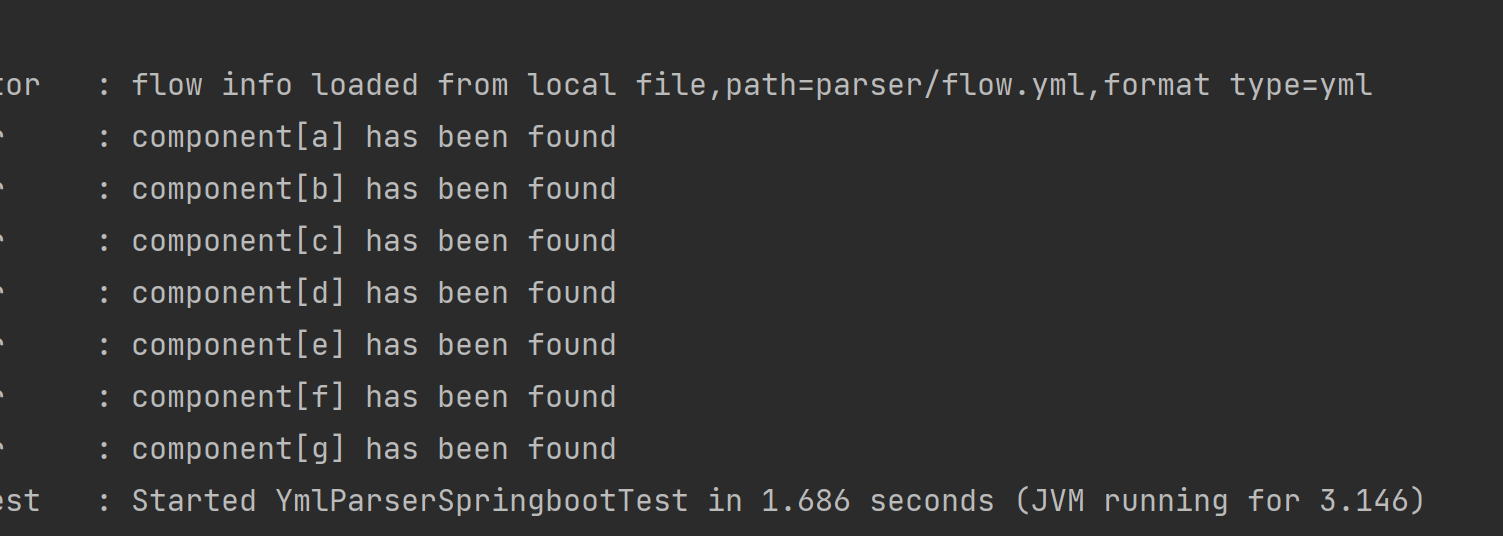 tor : flow info loaded from local file,path=parser/flow.yml,format type=yml
r : component[a] has been found
r : component[b] has been found
r : component[c] has been found
r : component[d] has been found
r : component[e] has been found
r : component[f] has been found
r : component[g] has been found
est : Started YmlParserSpringbootTest in 1.686 seconds (JVM running for 3.146)